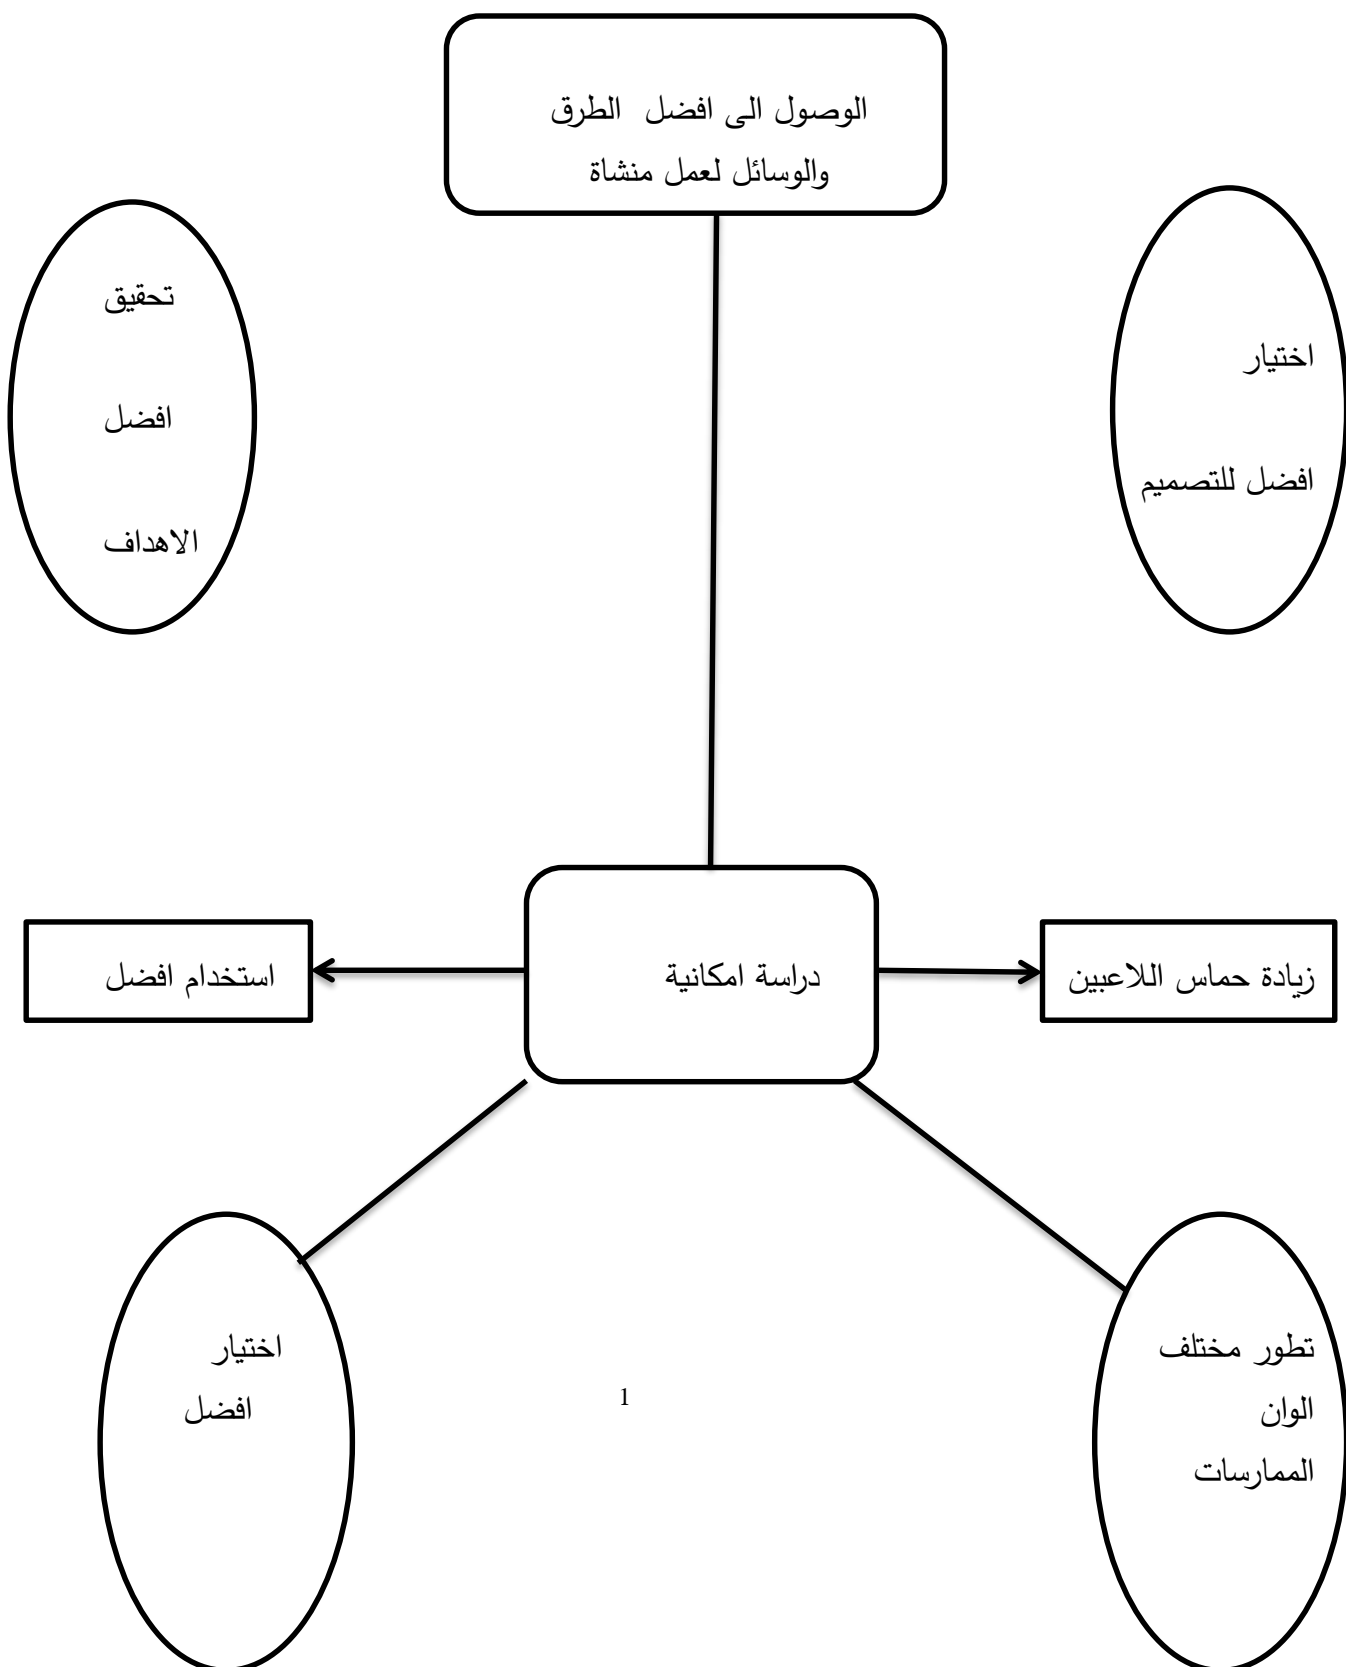 الوصول الى افضل الطرق
والوسائل لعمل منشاة
اختيار
افضل للتصميم
تحقيق
افضل
الاهداف
زيادة حماس اللاعبين
دراسة امكانية
استخدام افضل
تطور مختلف
الوان
الممارسات
اختيار
افضل
1